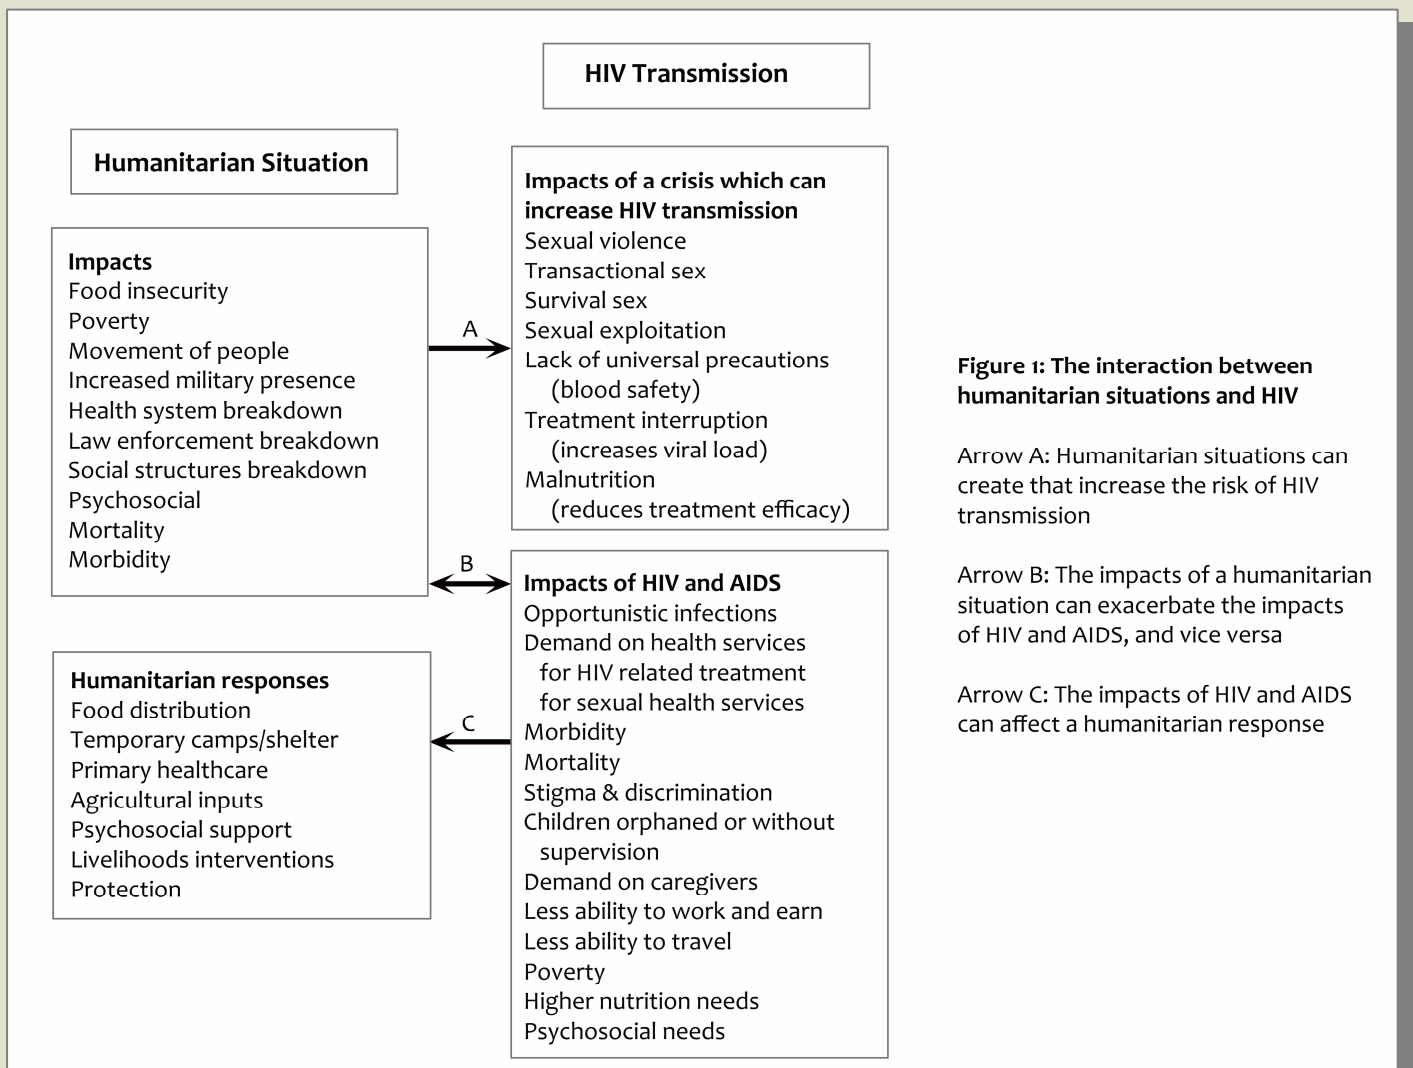 HIV Transmission
Humanitarian Situation
Impacts
Food insecurity
Poverty
Movement of people
Increased military presence
Health system breakdown
Law enforcement breakdown
Social structures breakdown
Psychosocial
Mortality
Morbidity
A
Impacts of a crisis which can
increase HIV transmission
Sexual violence
Transactional sex
Survival sex
Sexual exploitation
Lack of universal precautions
(blood safety)
Treatment interruption
(increases viral load)
Malnutrition
(reduces treatment efficacy)
B
Humanitarian responses
Food distribution
Temporary camps/shelter
Primary healthcare
Agricultural inputs
Psychosocial support
Livelihoods interventions
Protection
C
Impacts of HIV and AIDS
Opportunistic infections
Demand on health services
for HIV related treatment
for sexual health services
Morbidity
Mortality
Stigma & discrimination
Children orphaned or without
supervision
Demand on caregivers
Less ability to work and earn
Less ability to travel
Poverty
Higher nutrition needs
Psychosocial needs
Figure 1: The interaction between
humanitarian situations and HIV
Arrow A: Humanitarian situations can
create that increase the risk of HIV
transmission
Arrow B: The impacts of a humanitarian
situation can exacerbate the impacts
of HIV and AIDS, and vice versa
Arrow C: The impacts of HIV and AIDS
can affect a humanitarian response